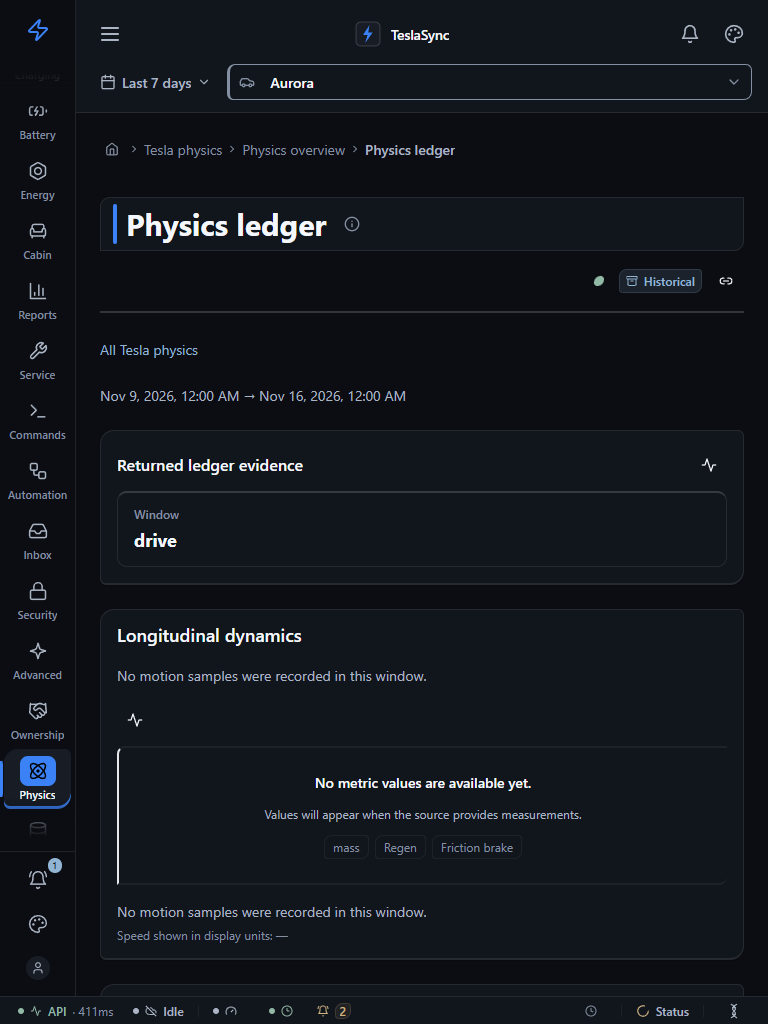 TeslaSync
Last 7 days
Aurora
Battery
Energy
Cabin
Reports
Service
Commands
Automation
Inbox
Security
Advanced
Ownership
Physics
1
Tesla physics
Physics overview
Physics ledger
Physics ledger
Historical
All Tesla physics
Nov 9, 2026, 12:00 AM → Nov 16, 2026, 12:00 AM
Returned ledger evidence
Window
drive
Longitudinal dynamics
No motion samples were recorded in this window.
No metric values are available yet.
Values will appear when the source provides measurements.
mass
Regen
Friction brake
No motion samples were recorded in this window.
Speed shown in display units: —
API · 411ms
Idle
2
Status